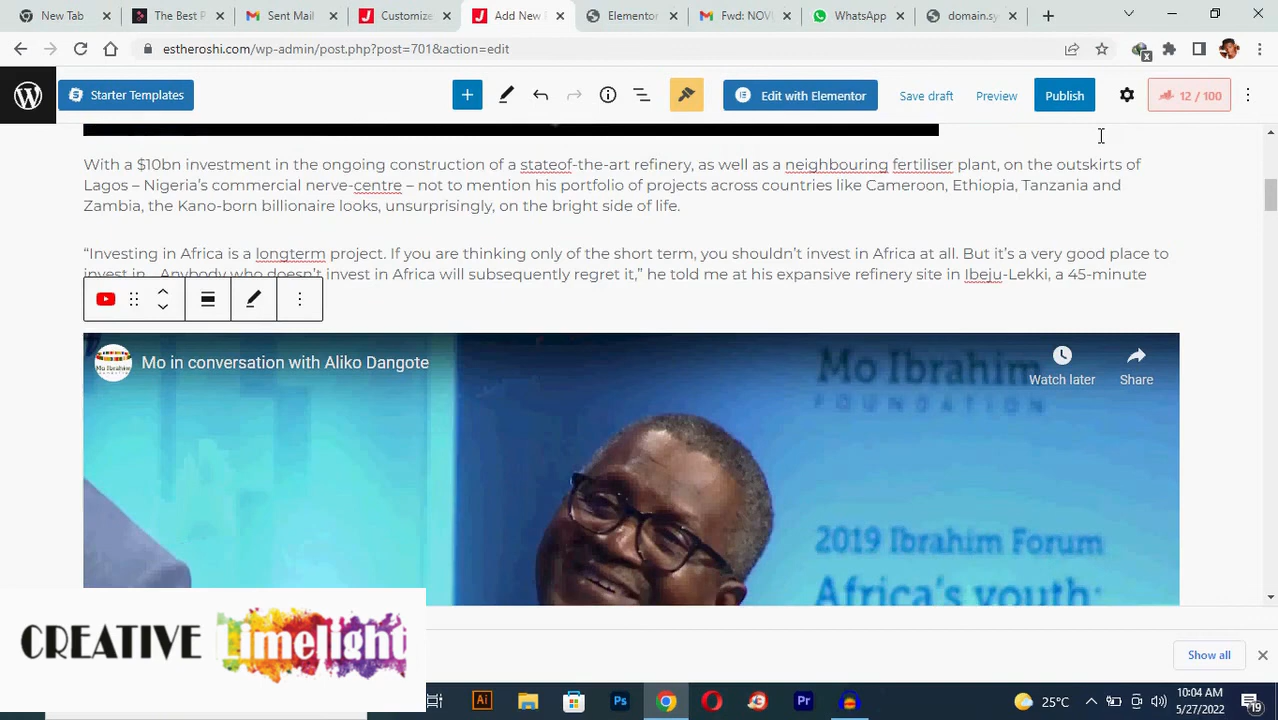 New Tab
The Best P
Sent Mail
Customize
Add New
Elementor
Fwd: NOV
WhatsApp
domain.sy
estheroshi.com/wp-admin/post.php?post=701&action=edit
Starter Templates
Edit with Elementor
Save draft
Preview
Publish
12 / 100
With a $10bn investment in the ongoing construction of a stateof-the-art refinery, as well as a neighbouring fertiliser plant, on the outskirts of
Lagos – Nigeria’s commercial nerve-centre – not to mention his portfolio of projects across countries like Cameroon, Ethiopia, Tanzania and
Zambia, the Kano-born billionaire looks, unsurprisingly, on the bright side of life.
“Investing in Africa is a longterm project. If you are thinking only of the short term, you shouldn’t invest in Africa at all. But it’s a very good place to
invest in… Anybody who doesn’t invest in Africa will subsequently regret it,” he told me at his expansive refinery site in Ibeju-Lekki, a 45-minute
Mo Ibrahim
Mo in conversation with Aliko Dangote
Watch later
Share
Mo Ibrahim
FOUNDATION
2019 Ibrahim Forum
Africa's youth:
CREATIVE Limelight
Show all
Ai
Ps
Pr
25°C
10:04 AM
5/27/2022
19